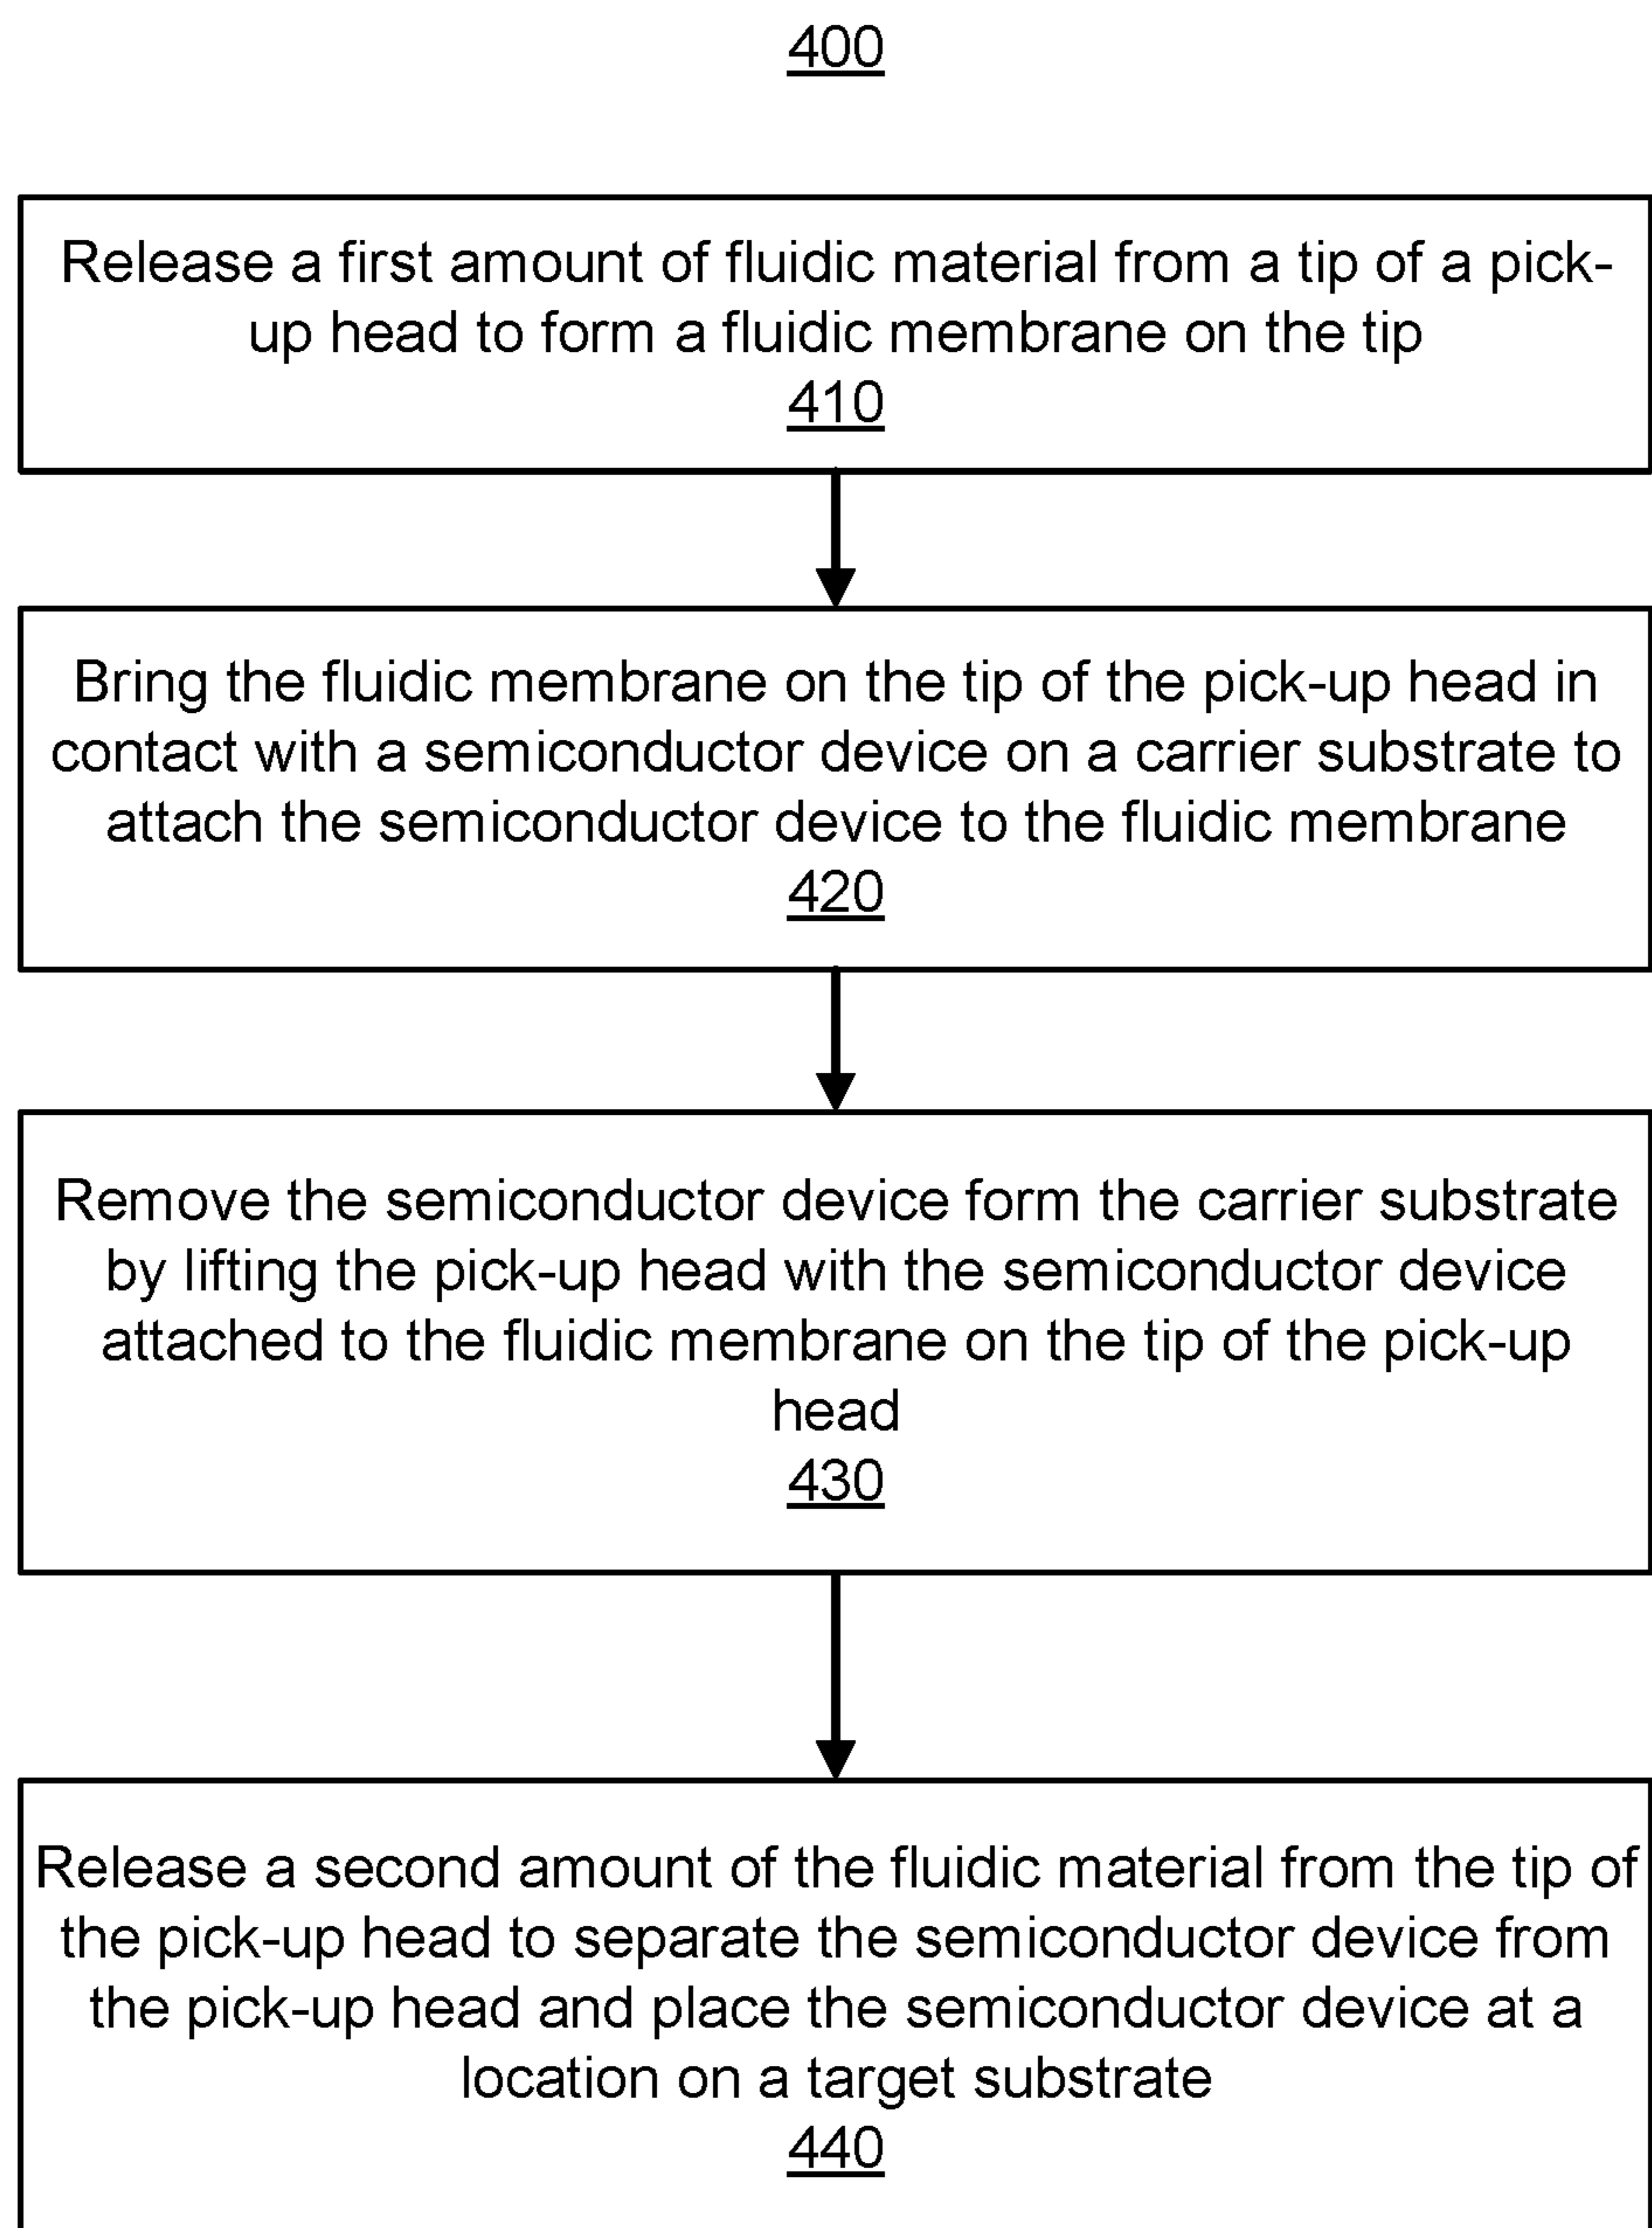 400
Release a first amount of fluidic material from a tip of a pick-
up head to form a fluidic membrane on the tip
410
Bring the fluidic membrane on the tip of the pick-up head in
contact with a semiconductor device on a carrier substrate to
attach the semiconductor device to the fluidic membrane
420
Remove the semiconductor device form the carrier substrate
by lifting the pick-up head with the semiconductor device
attached to the fluidic membrane on the tip of the pick-up
head
430
Release a second amount of the fluidic material from the tip of
the pick-up head to separate the semiconductor device from
the pick-up head and place the semiconductor device at a
location on a target substrate
440